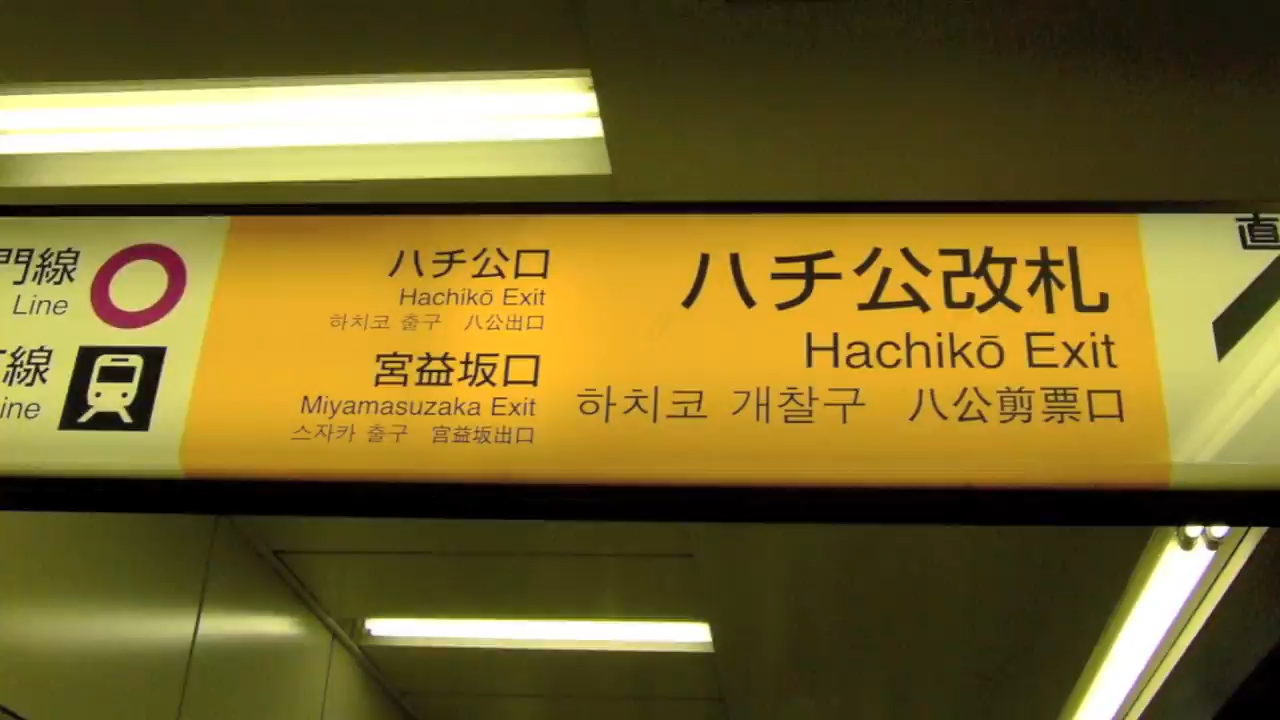 門線
Line
線
ine
ハチ公口
Hachikō Exit
하치코 출구 八公出口
宮益坂口
Miyamasuzaka Exit
스자카 출구 宮益坂出口
ハチ公改札
Hachikō Exit
하치코 개찰구 八公剪票口
直